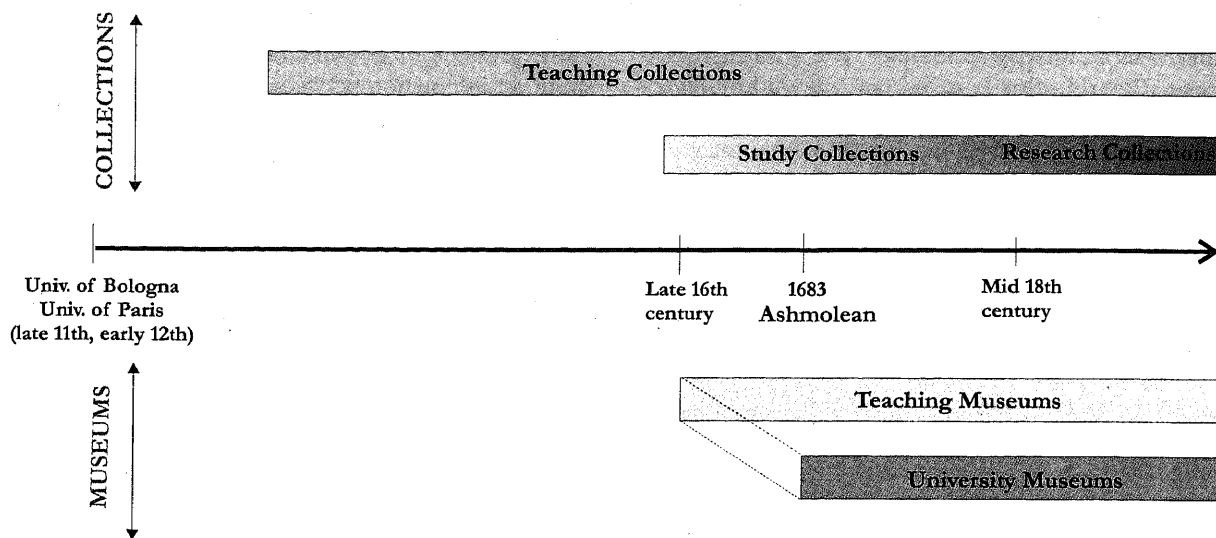 COLLECTIONS
Teaching Collections
Study Collections
Research Collections
Univ. of Bologna
Univ. of Paris
(late 11th, early 12th)
Late 16th
century
1683
Ashmolean
Mid 18th
century
MUSEUMS
Teaching Museums
University Museums